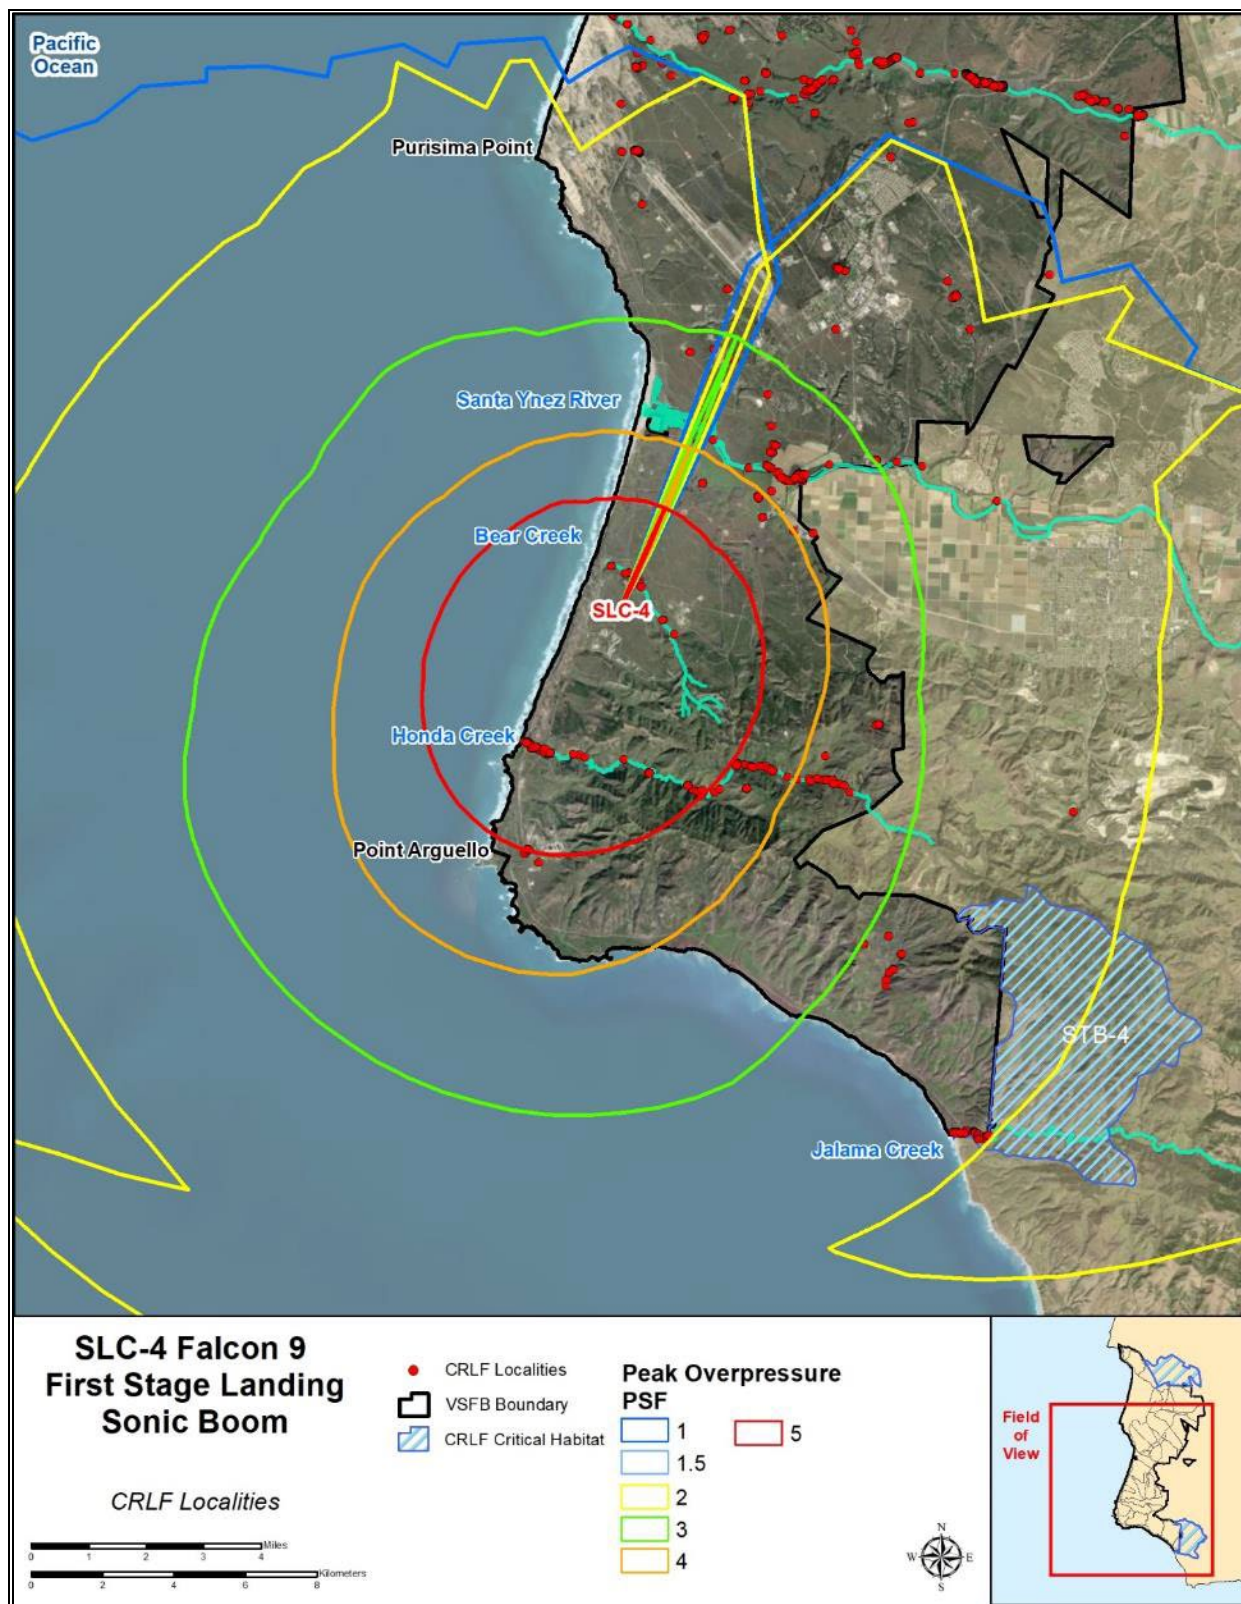 Pacific
Ocean
Purisima Point
Santa Ynez River
Bear Creek
SLC-4
Honda Creek
Point Arguello
STB-4
Jalama Creek
SLC-4 Falcon 9
First Stage Landing
Sonic Boom
CRLF Localities
0 1 2 3 4 Miles
0 2 4 6 8 Kilometers
CRLF Localities
VSFB Boundary
CRLF Critical Habitat
Peak Overpressure
PSF
1
1.5
2
3
4
5
N
W E
S
Field
of
View